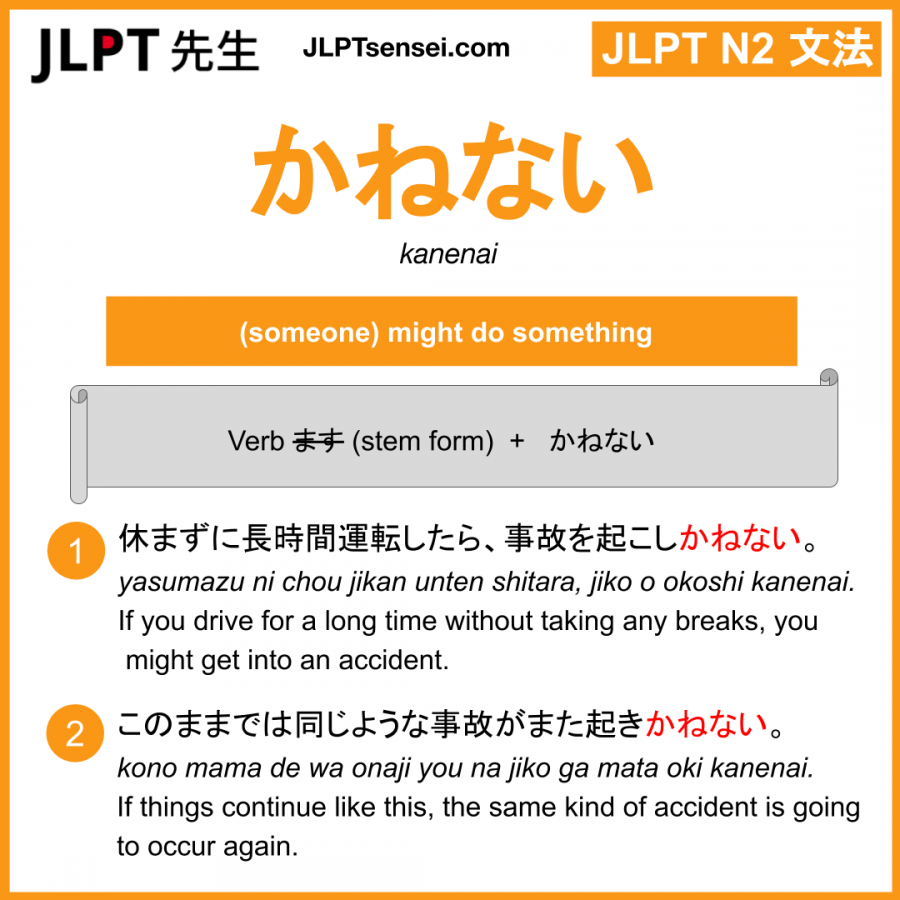 JLPT 先生
JLPTsensei.com
JLPT N2 文法
かねない
kanenai
(someone) might do something
Verb ます (stem form) + かねない
1 休まずに長時間運転したら、事故を起こしかねない。
yasumazu ni chou jikan unten shitara, jiko o okoshi kanenai.
If you drive for a long time without taking any breaks, you
might get into an accident.
2 このままでは同じような事故がまた起きかねない。
kono mama de wa onaji you na jiko ga mata oki kanenai.
If things continue like this, the same kind of accident is going
to occur again.